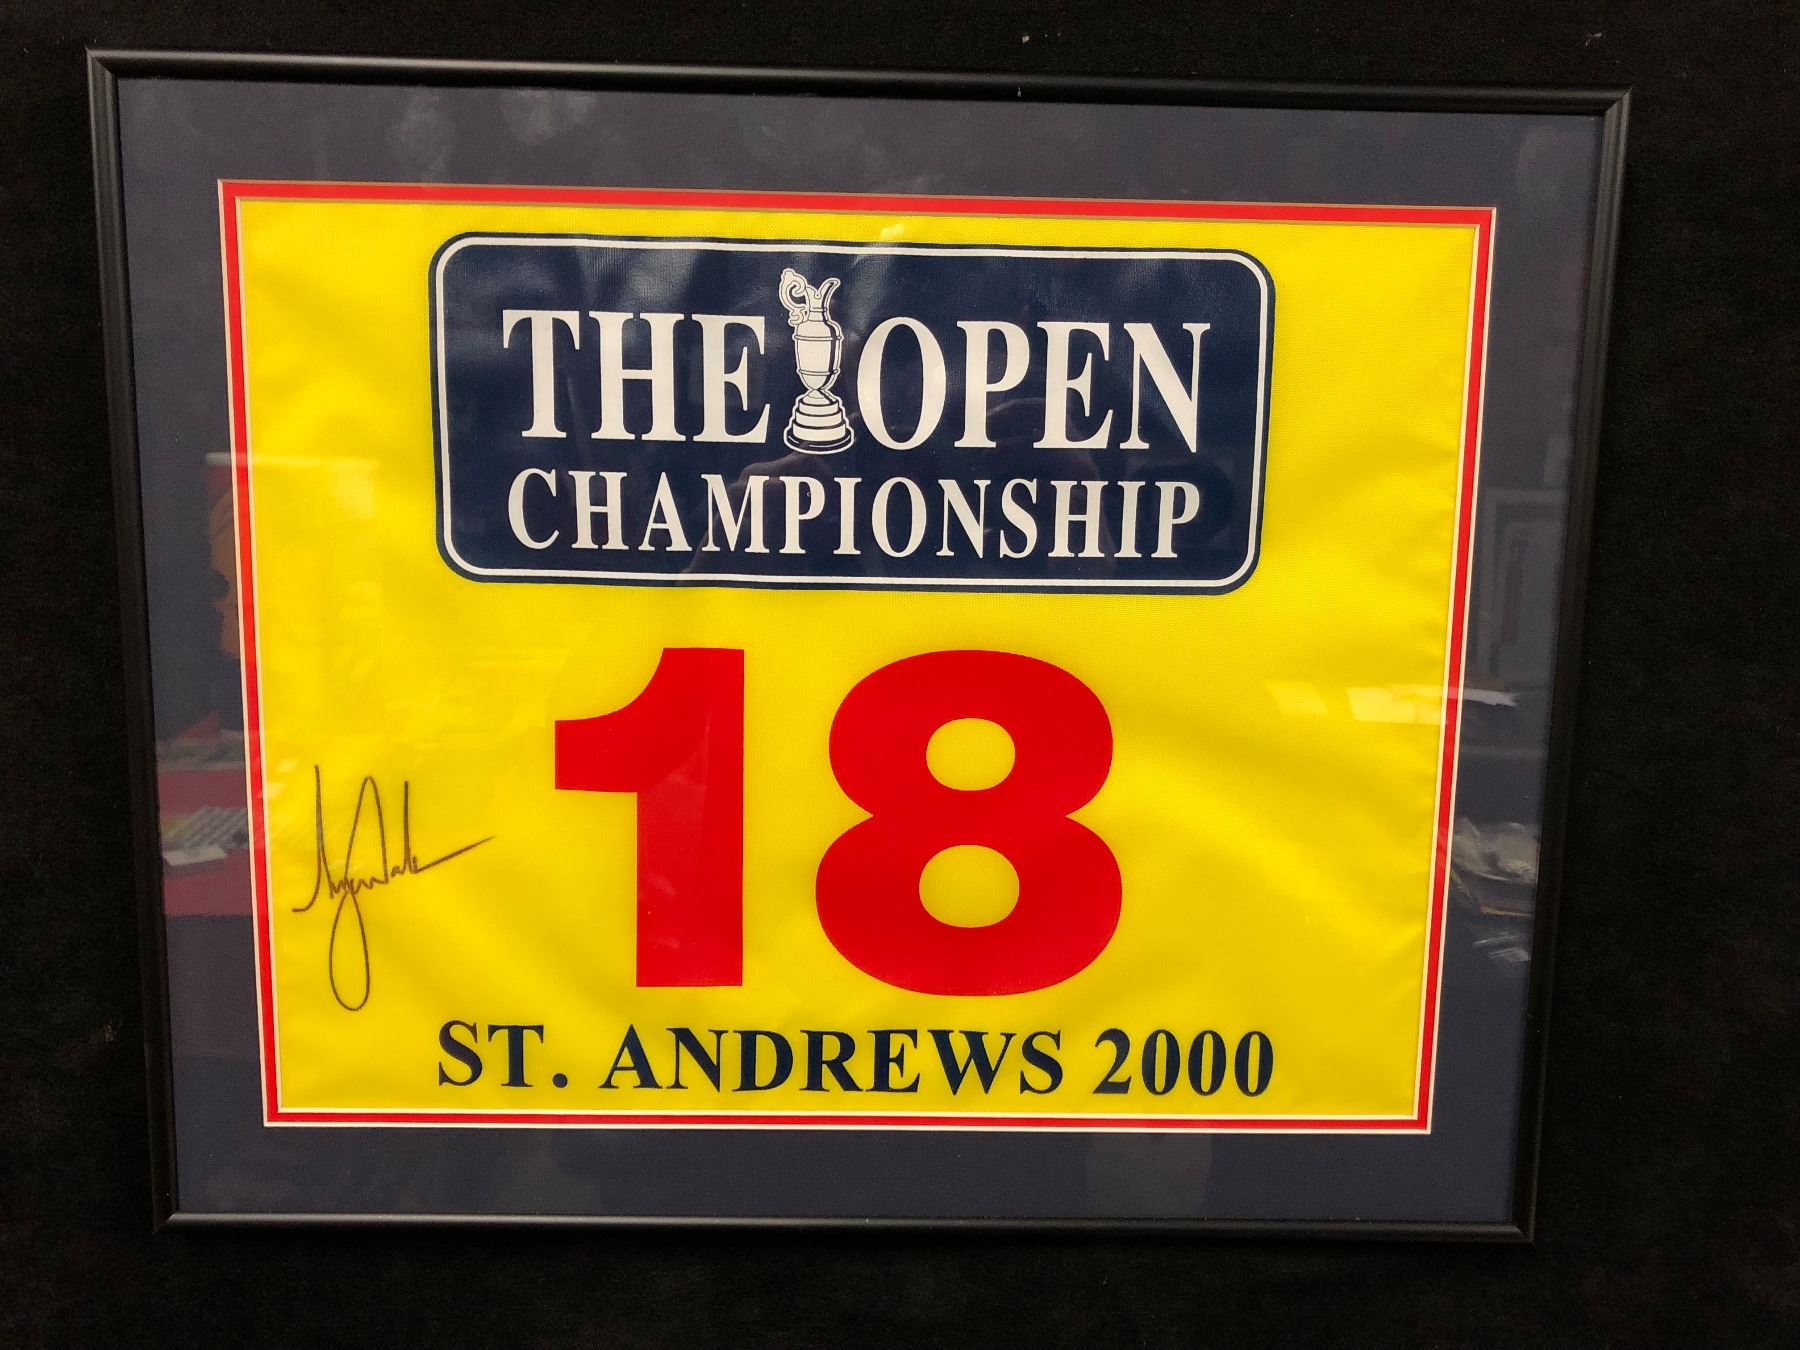 THE OPEN
CHAMPIONSHIP
18
ST. ANDREWS 2000